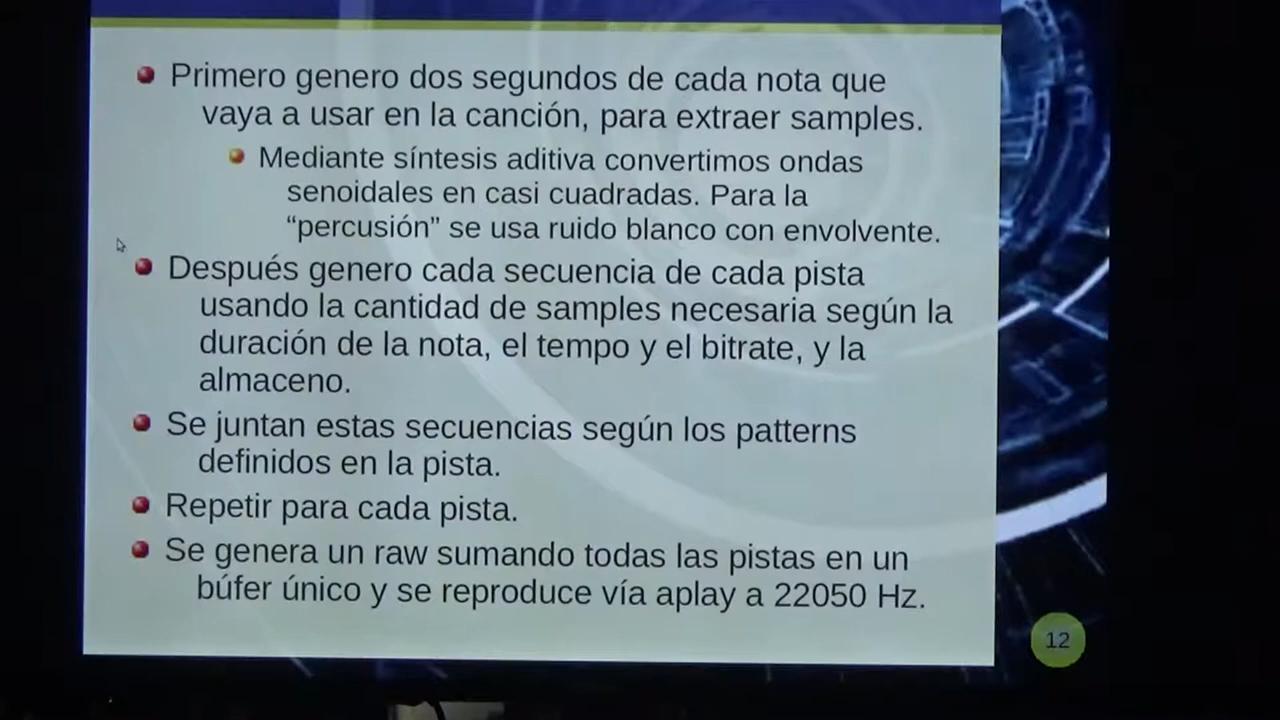 Primero genero dos segundos de cada nota que
vaya a usar en la canción, para extraer samples.
Mediante síntesis aditiva convertimos ondas
senoidales en casi cuadradas. Para la
“percusión” se usa ruido blanco con envolvente.
Después genero cada secuencia de cada pista
usando la cantidad de samples necesaria según la
duración de la nota, el tempo y el bitrate, y la
almaceno.
Se juntan estas secuencias según los patterns
definidos en la pista.
Repetir para cada pista.
Se genera un raw sumando todas las pistas en un
búfer único y se reproduce vía aplay a 22050 Hz.
12